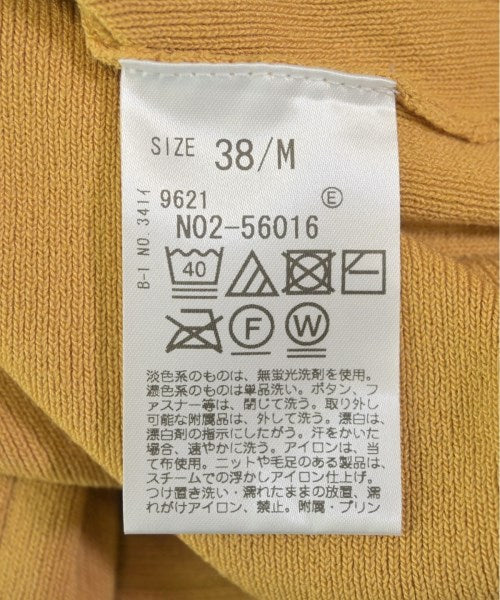 SIZE 38/M
9621 Ⓔ
N02-56016
B-I NO.3411
40
F W
淡色系のものは、無蛍光洗剤を使用。
濃色系のものは単品洗い。ボタン、フ
ァスナー等は、閉じて洗う。取り外し
可能な附属品は、外して洗う。漂白は、
漂白剤の指示にしたがう。汗をかいた
場合、速やかに洗う。アイロンは、当
て布使用。ニットや毛足のある製品は、
スチームでの浮かしアイロン仕上げ。
つけ置き洗い・濡れたままの放置、濡
れがけアイロン、禁止。附属・プリン